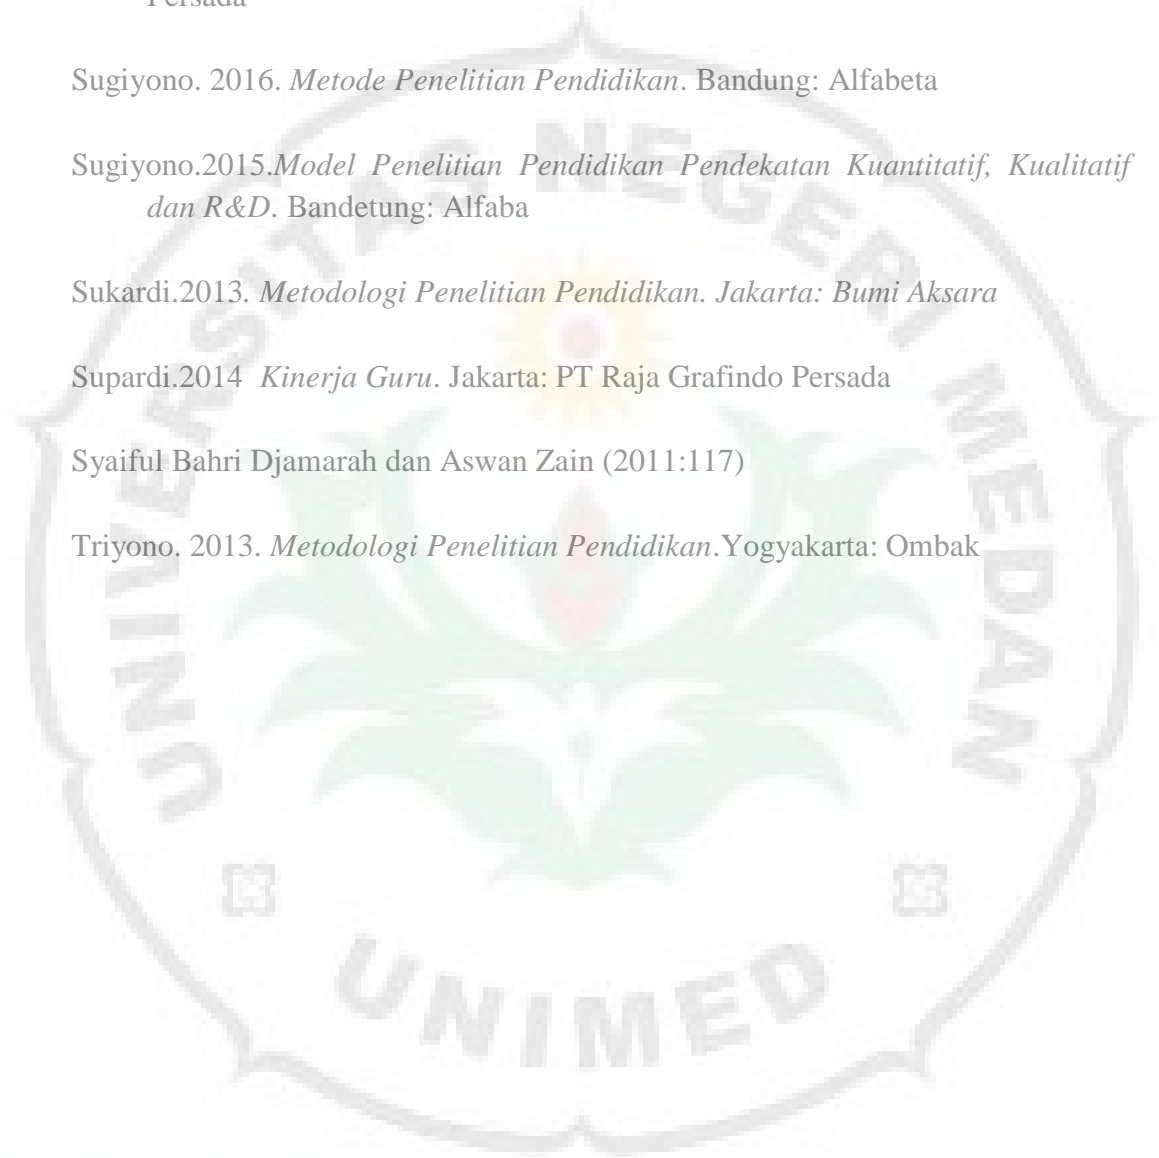 Persada
Sugiyono. 2016. Metode Penelitian Pendidikan. Bandung: Alfabeta
Sugiyono.2015.Model Penelitian Pendidikan Pendekatan Kuantitatif, Kualitatif
dan R&D. Bandetung: Alfaba
Sukardi.2013. Metodologi Penelitian Pendidikan. Jakarta: Bumi Aksara
Supardi.2014 Kinerja Guru. Jakarta: PT Raja Grafindo Persada
Syaiful Bahri Djamarah dan Aswan Zain (2011:117)
Triyono. 2013. Metodologi Penelitian Pendidikan.Yogyakarta: Ombak
UNIVERSITAS NEGERI MEDAN
UNIMED